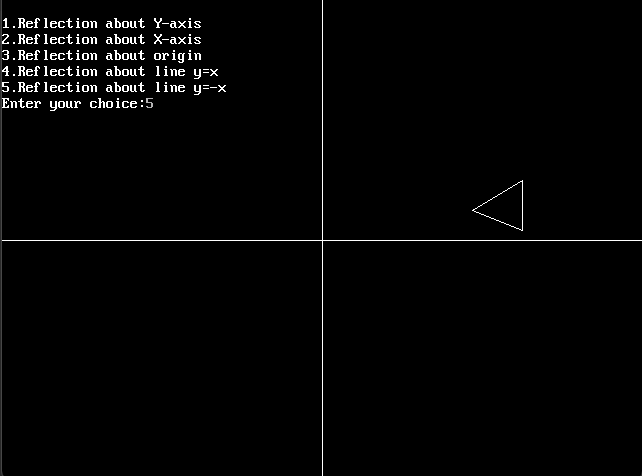 1.Reflection about Y-axis
2.Reflection about X-axis
3.Reflection about origin
4.Reflection about line y=x
5.Reflection about line y=-x
Enter your choice:5